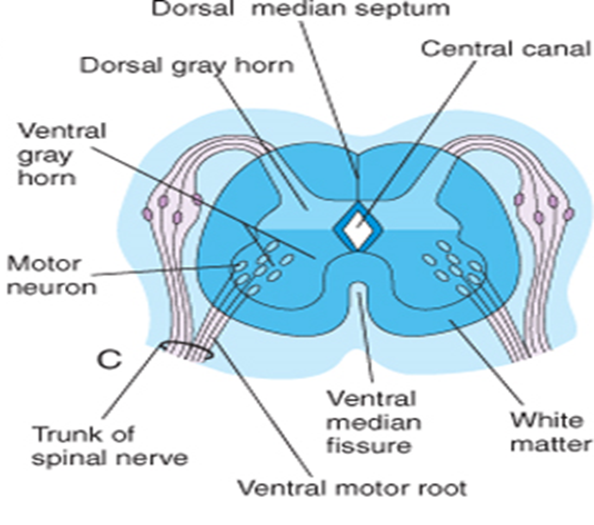 Dorsal median septum
Central canal
Dorsal gray horn
Ventral
gray
horn
Motor
neuron
C
Trunk of
spinal nerve
Ventral
median
fissure
White
matter
Ventral motor root